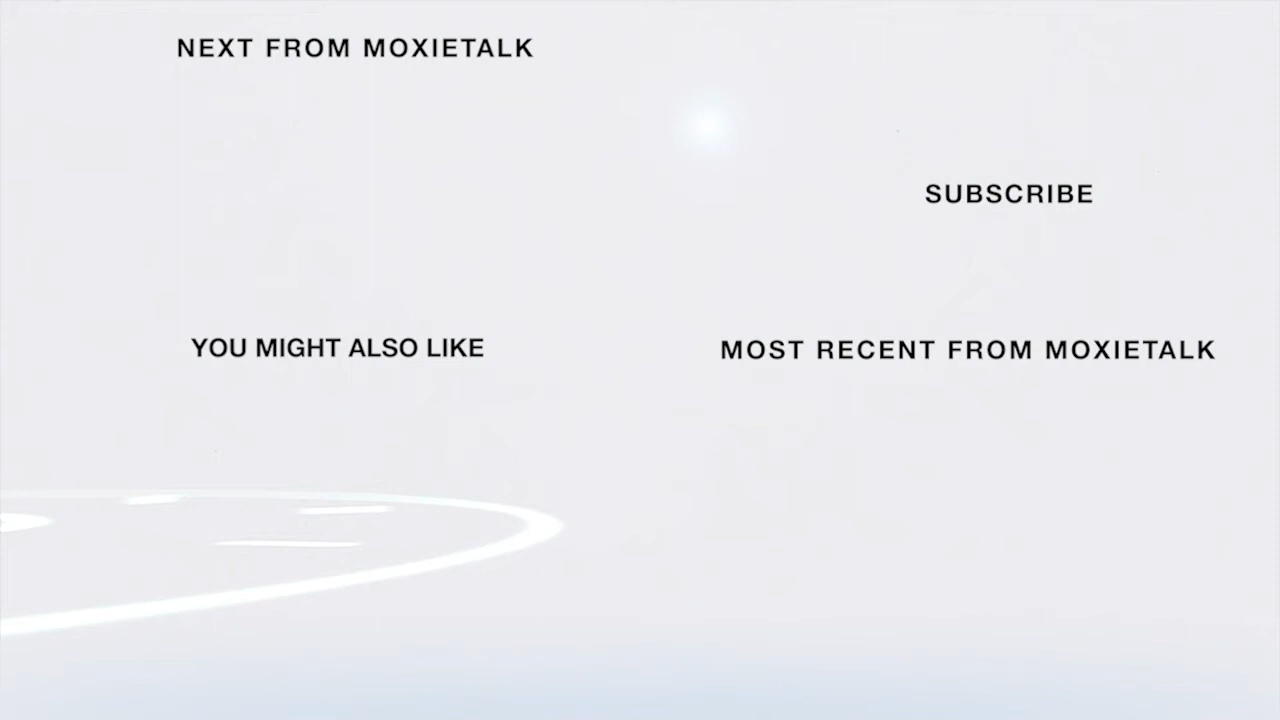 NEXT FROM MOXIETALK
SUBSCRIBE
YOU MIGHT ALSO LIKE
MOST RECENT FROM MOXIETALK